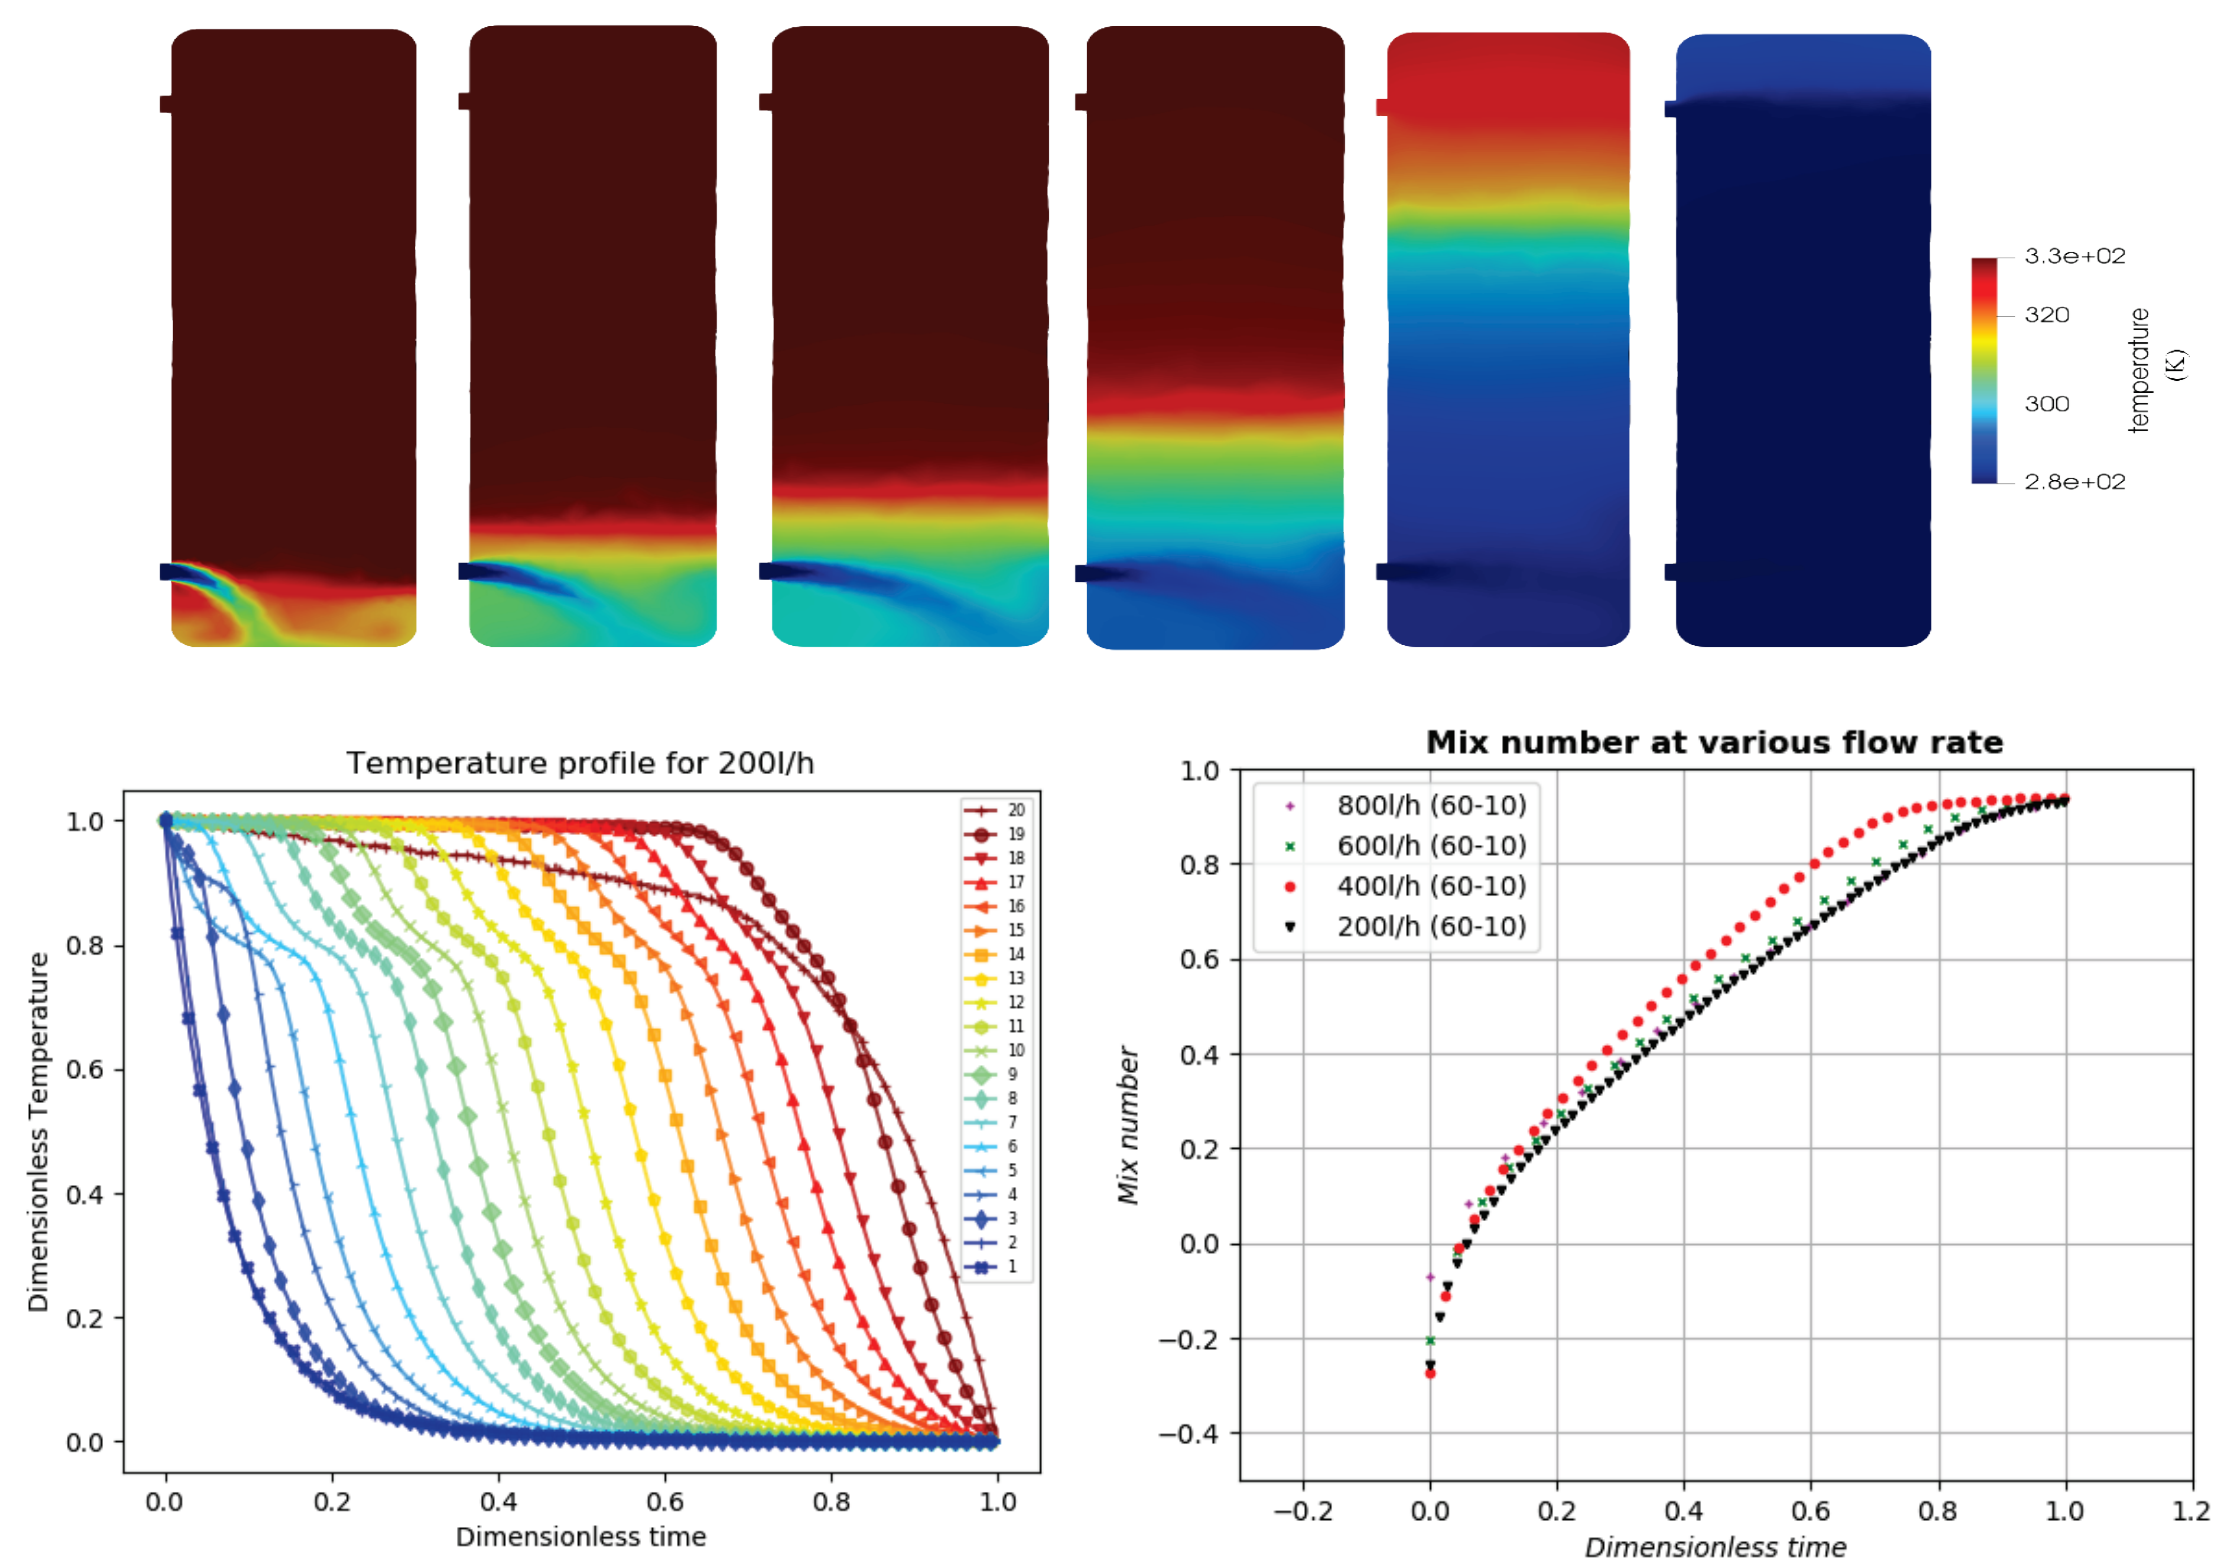 3.3e+02
320
300
2.8e+02
temperature
(K)
Temperature profile for 200l/h
1.0
0.8
0.6
0.4
0.2
0.0
Dimensionless Temperature
20
19
18
17
16
15
14
13
12
11
10
9
8
7
6
5
4
3
2
1
0.0 0.2 0.4 0.6 0.8 1.0
Dimensionless time
Mix number at various flow rate
1.0
0.8
0.6
0.4
0.2
0.0
−0.2
−0.4
Mix number
800l/h (60-10)
600l/h (60-10)
400l/h (60-10)
200l/h (60-10)
−0.2 0.0 0.2 0.4 0.6 0.8 1.0 1.2
Dimensionless time